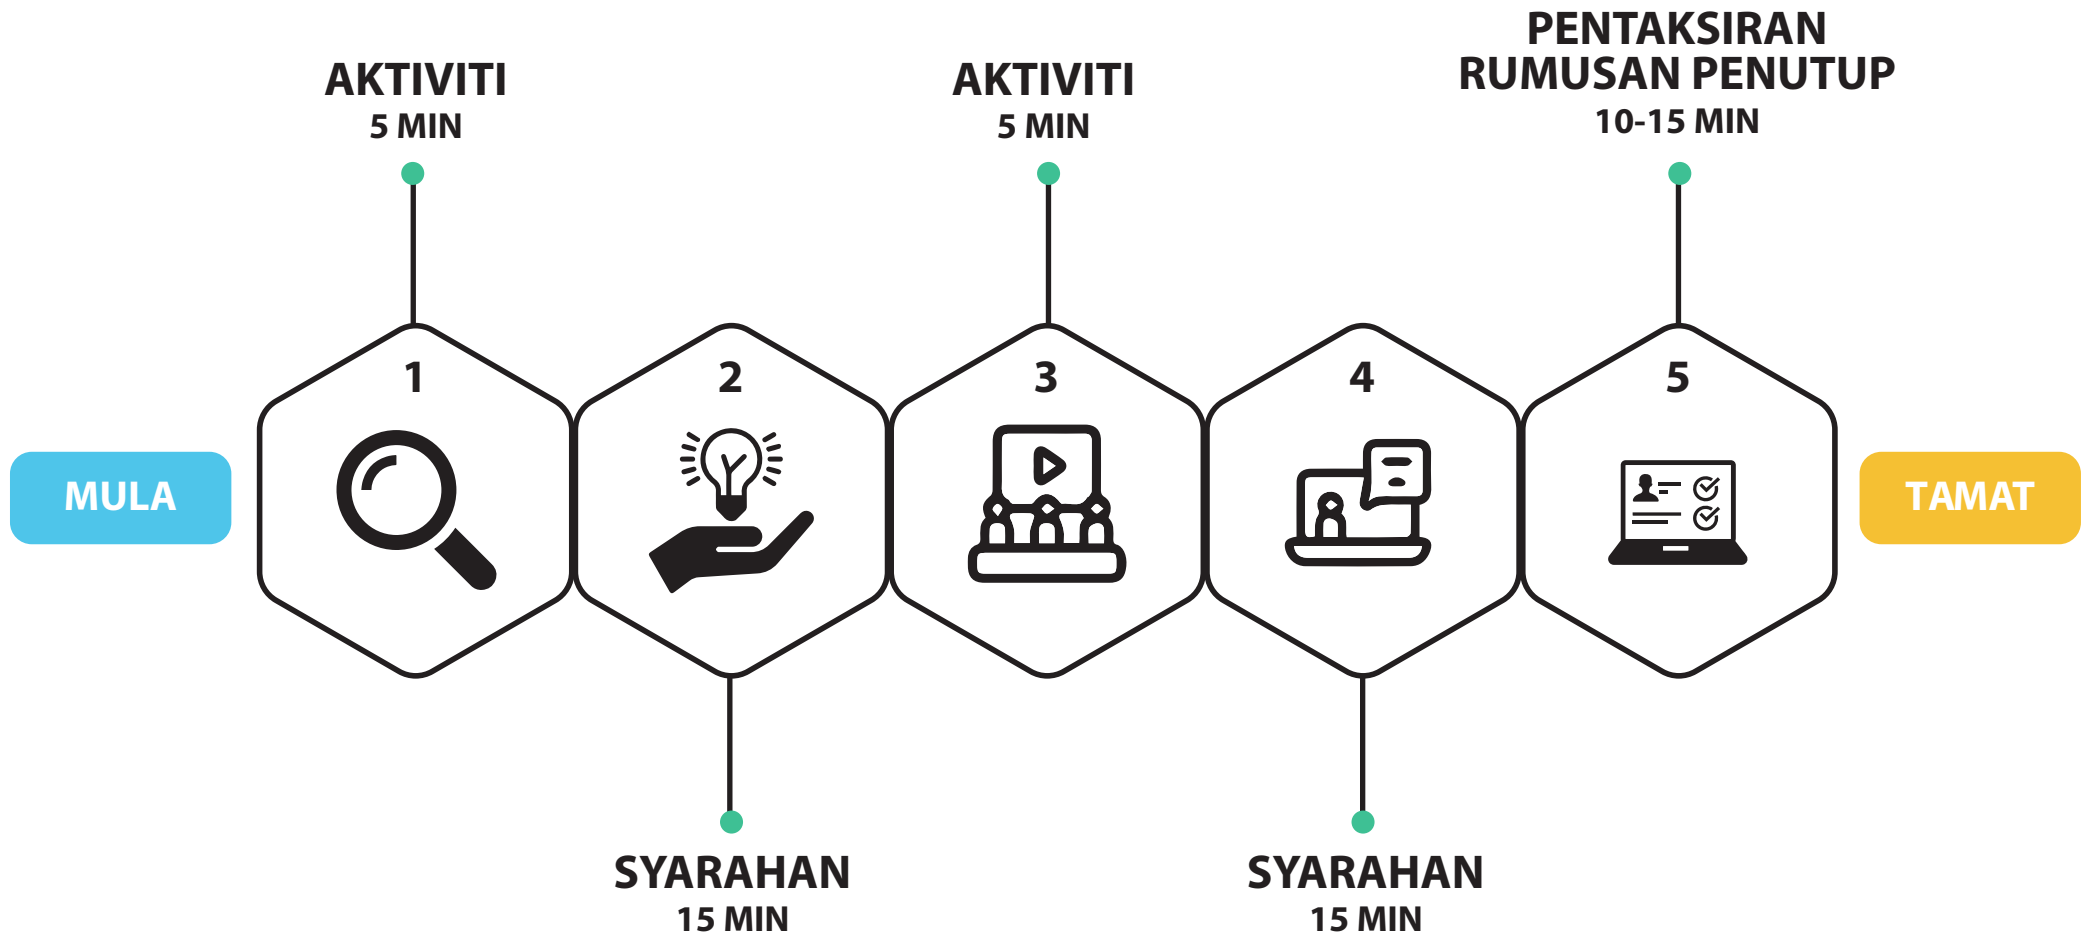 MULA
AKTIVITI
5 MIN
1
2
SYARAHAN
15 MIN
AKTIVITI
5 MIN
3
4
SYARAHAN
15 MIN
PENTAKSIRAN
RUMUSAN PENUTUP
10-15 MIN
5
TAMAT